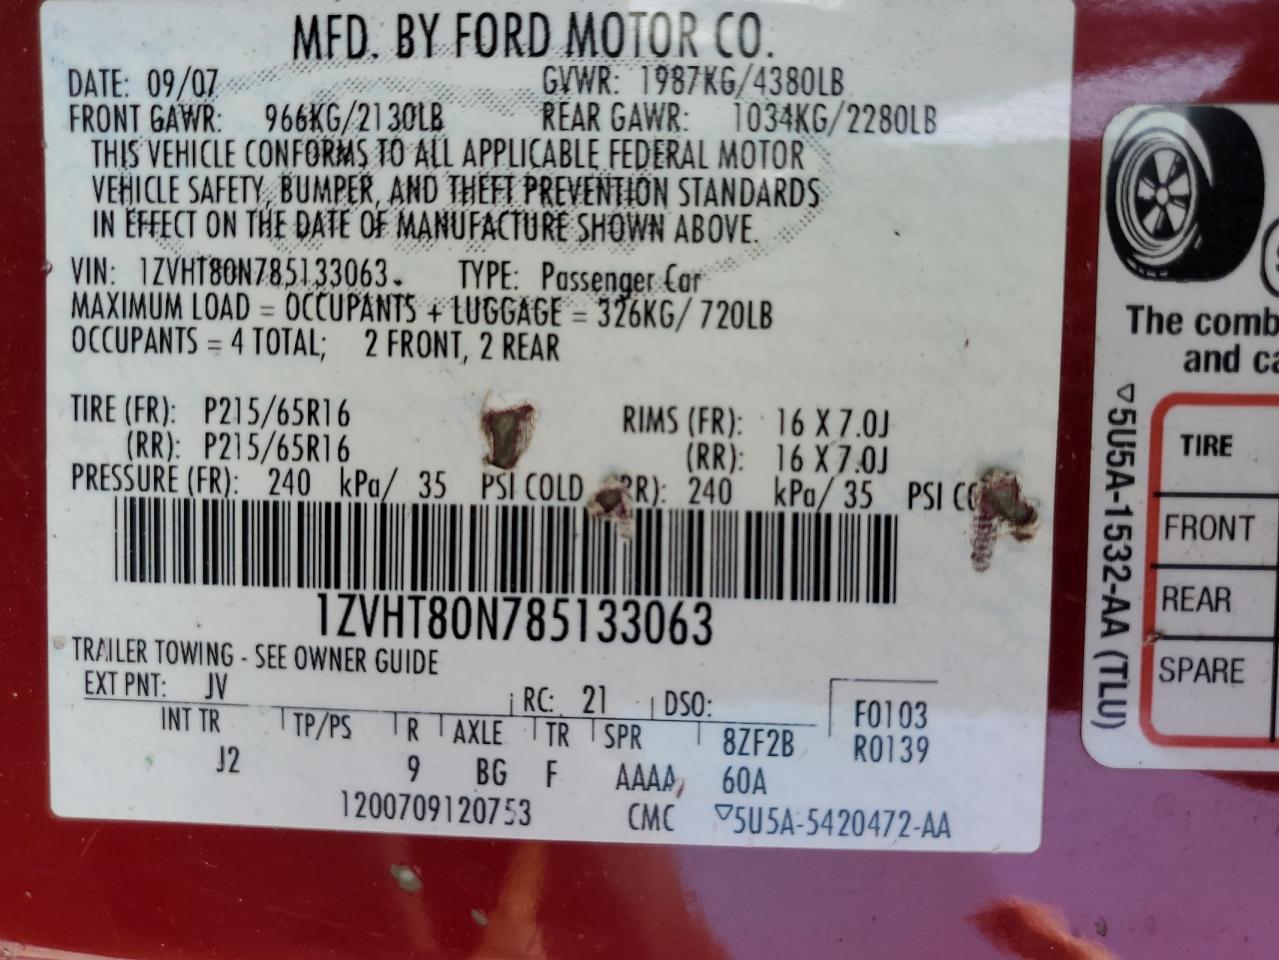 MFD. BY FORD MOTOR CO.
DATE: 09/07 GVWR: 1987KG/4380LB
FRONT GAWR: 966KG/2130LB REAR GAWR: 1034KG/2280LB
THIS VEHICLE CONFORMS TO ALL APPLICABLE FEDERAL MOTOR
VEHICLE SAFETY, BUMPER, AND THEFT PREVENTION STANDARDS
IN EFFECT ON THE DATE OF MANUFACTURE SHOWN ABOVE.
VIN: 1ZVHT80N785133063 TYPE: Passenger Car
MAXIMUM LOAD = OCCUPANTS + LUGGAGE = 326KG/ 720LB
OCCUPANTS = 4 TOTAL; 2 FRONT, 2 REAR
TIRE (FR): P215/65R16 RIMS (FR): 16 X 7.0J
(RR): P215/65R16 (RR): 16 X 7.0J
PRESSURE (FR): 240 kPa/ 35 PSI COLD RR): 240 kPa/ 35 PSI CO
1ZVHT80N785133063
TRAILER TOWING - SEE OWNER GUIDE
EXT PNT: JV RC: 21 DSO: F0103
INT TR TP/PS R AXLE TR SPR 8ZF2B R0139
J2 9 BG F AAAA 60A
1200709120753 CMC ▽5U5A-5420472-AA
The comb
and ca
TIRE
FRONT
REAR
SPARE
▽5U5A-1532-AA (TLU)